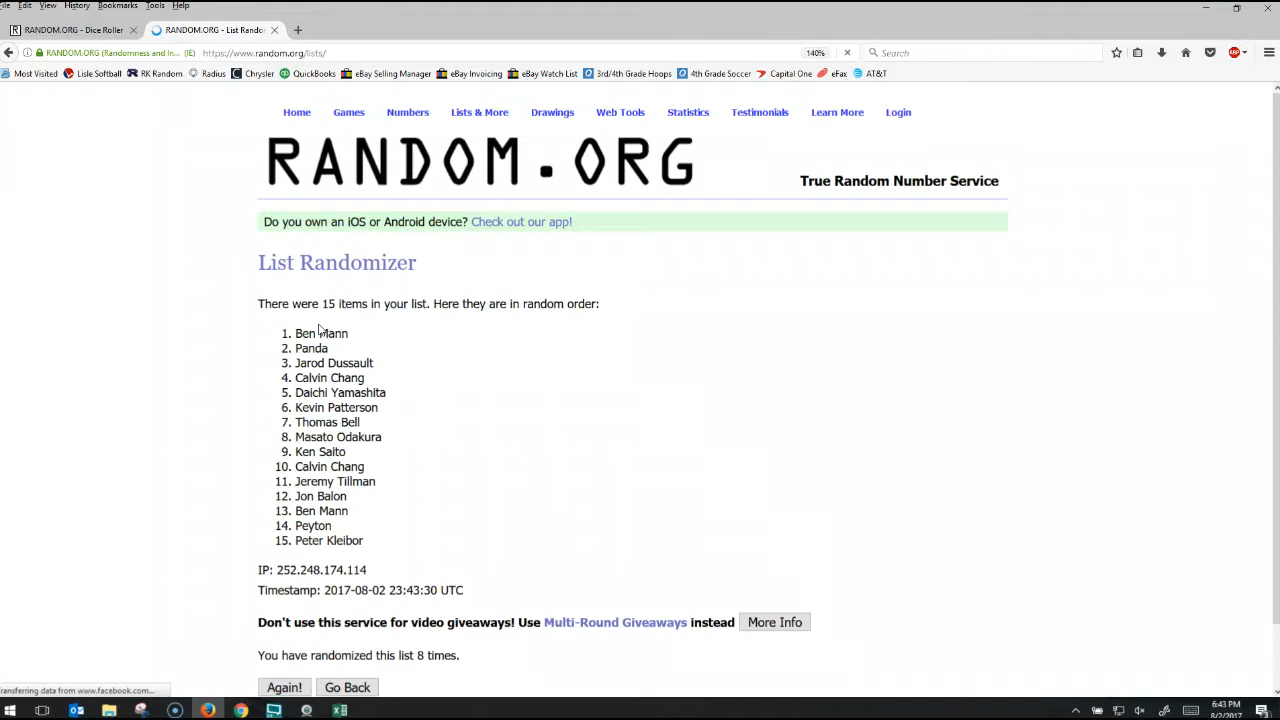 ile Edit View History Bookmarks Tools Help
RANDOM.ORG - Dice Roller RANDOM.ORG - List Rando
RANDOM.ORG (Randomness and In... (IE) https://www.random.org/lists/ 140% Search
Most Visited Lisle Softball RK Random Radius Chrysler QuickBooks eBay Selling Manager eBay Invoicing eBay Watch List 3rd/4th Grade Hoops 4th Grade Soccer Capital One eFax AT&T
Home Games Numbers Lists & More Drawings Web Tools Statistics Testimonials Learn More Login
RANDOM.ORG
True Random Number Service
Do you own an iOS or Android device? Check out our app!
List Randomizer
There were 15 items in your list. Here they are in random order:
1. Ben Mann
2. Panda
3. Jarod Dussault
4. Calvin Chang
5. Daichi Yamashita
6. Kevin Patterson
7. Thomas Bell
8. Masato Odakura
9. Ken Saito
10. Calvin Chang
11. Jeremy Tillman
12. Jon Balon
13. Ben Mann
14. Peyton
15. Peter Kleibor
IP: 252.248.174.114
Timestamp: 2017-08-02 23:43:30 UTC
Don't use this service for video giveaways! Use Multi-Round Giveaways instead More Info
You have randomized this list 8 times.
Again! Go Back
Transferring data from www.facebook.com...
6:43 PM
8/2/2017